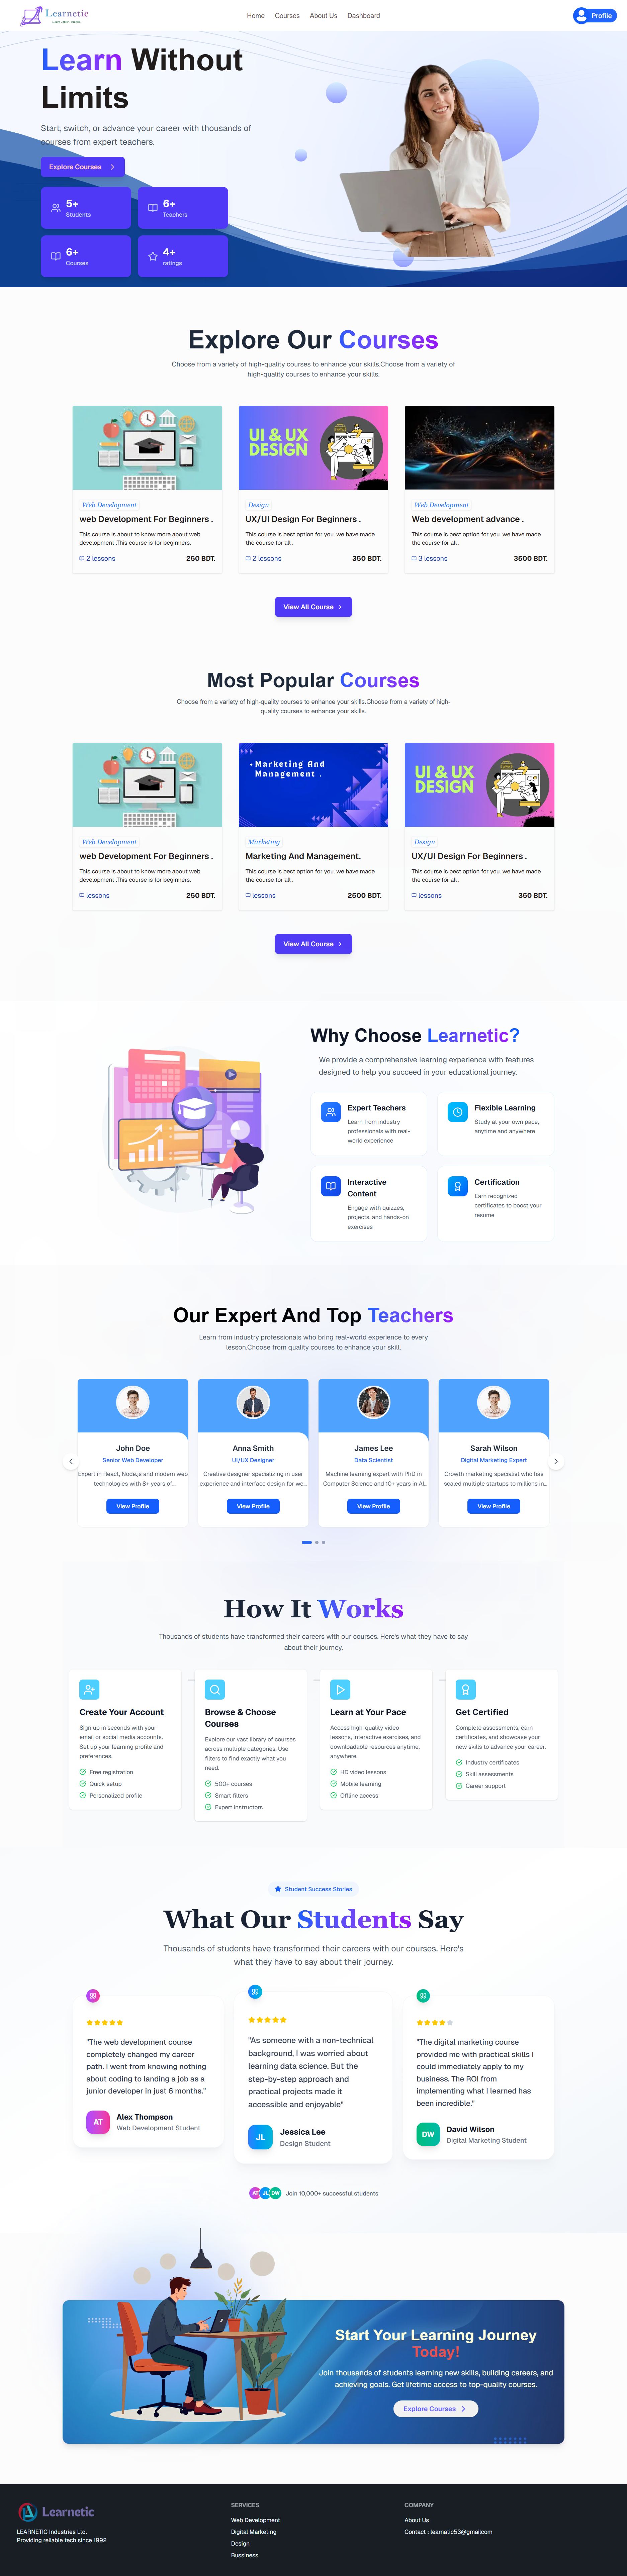 Learnetic
Home Courses About Us Dashboard
Profile
Learn Without
Limits
Start, switch, or advance your career with thousands of
courses from expert teachers.
Explore Courses
5+
Students
6+
Teachers
6+
Courses
4+
ratings
Explore Our Courses
Choose from a variety of high-quality courses to enhance your skills.Choose from a variety of
high-quality courses to enhance your skills.
UI & UX
DESIGN
Web Development
web Development For Beginners .
This course is about to know more about web
development .This course is for beginners.
2 lessons 250 BDT.
Design
UX/UI Design For Beginners .
This course is best option for you. we have made
the course for all .
2 lessons 350 BDT.
Web Development
Web development advance .
This course is best option for you. we have made
the course for all .
3 lessons 3500 BDT.
View All Course
Most Popular Courses
Choose from a variety of high-quality courses to enhance your skills.Choose from a variety of high-
quality courses to enhance your skills.
• Marketing And
Management .
UI & UX
DESIGN
Web Development
web Development For Beginners .
This course is about to know more about web
development .This course is for beginners.
lessons 250 BDT.
Marketing
Marketing And Management.
This course is best option for you. we have made
the course for all .
lessons 2500 BDT.
Design
UX/UI Design For Beginners .
This course is best option for you. we have made
the course for all .
lessons 350 BDT.
View All Course
Why Choose Learnetic?
We provide a comprehensive learning experience with features
designed to help you succeed in your educational journey.
Expert Teachers
Learn from industry
professionals with real-
world experience
Flexible Learning
Study at your own pace,
anytime and anywhere
Interactive
Content
Engage with quizzes,
projects, and hands-on
exercises
Certification
Earn recognized
certificates to boost your
resume
Our Expert And Top Teachers
Learn from industry professionals who bring real-world experience to every
lesson.Choose from quality courses to enhance your skill.
John Doe
Senior Web Developer
Expert in React, Node.js and modern web
technologies with 8+ years of...
View Profile
Anna Smith
UI/UX Designer
Creative designer specializing in user
experience and interface design for we...
View Profile
James Lee
Data Scientist
Machine learning expert with PhD in
Computer Science and 10+ years in AI...
View Profile
Sarah Wilson
Digital Marketing Expert
Growth marketing specialist who has
scaled multiple startups to millions in...
View Profile
How It Works
Thousands of students have transformed their careers with our courses. Here's what they have to say
about their journey.
Create Your Account
Sign up in seconds with your
email or social media accounts.
Set up your learning profile and
preferences.
Free registration
Quick setup
Personalized profile
Browse & Choose
Courses
Explore our vast library of courses
across multiple categories. Use
filters to find exactly what you
need.
500+ courses
Smart filters
Expert instructors
Learn at Your Pace
Access high-quality video
lessons, interactive exercises, and
downloadable resources anytime,
anywhere.
HD video lessons
Mobile learning
Offline access
Get Certified
Complete assessments, earn
certificates, and showcase your
new skills to advance your career.
Industry certificates
Skill assessments
Career support
Student Success Stories
What Our Students Say
Thousands of students have transformed their careers with our courses. Here's
what they have to say about their journey.
"The web development course
completely changed my career
path. I went from knowing nothing
about coding to landing a job as a
junior developer in just 6 months."
AT
Alex Thompson
Web Development Student
"As someone with a non-technical
background, I was worried about
learning data science. But the
step-by-step approach and
practical projects made it
accessible and enjoyable"
JL
Jessica Lee
Design Student
"The digital marketing course
provided me with practical skills I
could immediately apply to my
business. The ROI from
implementing what I learned has
been incredible."
DW
David Wilson
Digital Marketing Student
AT JL DW Join 10,000+ successful students
Start Your Learning Journey
Today!
Join thousands of students learning new skills, building careers, and
achieving goals. Get lifetime access to top-quality courses.
Explore Courses
Learnetic
LEARNETIC Industries Ltd.
Providing reliable tech since 1992
SERVICES
Web Development
Digital Marketing
Design
Bussiness
COMPANY
About Us
Contact : learnatic53@gmailcom